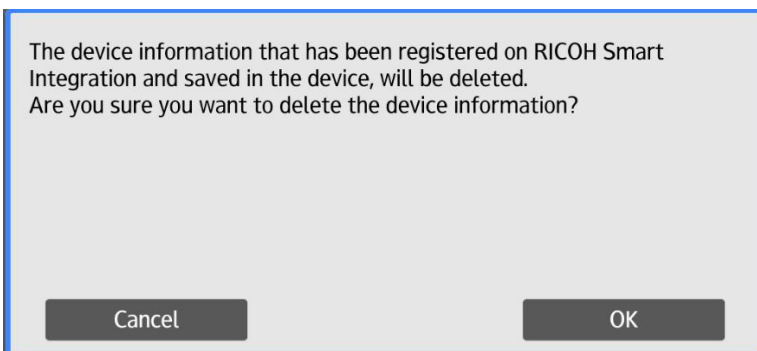 The device information that has been registered on RICOH Smart
Integration and saved in the device, will be deleted.
Are you sure you want to delete the device information?
Cancel
OK